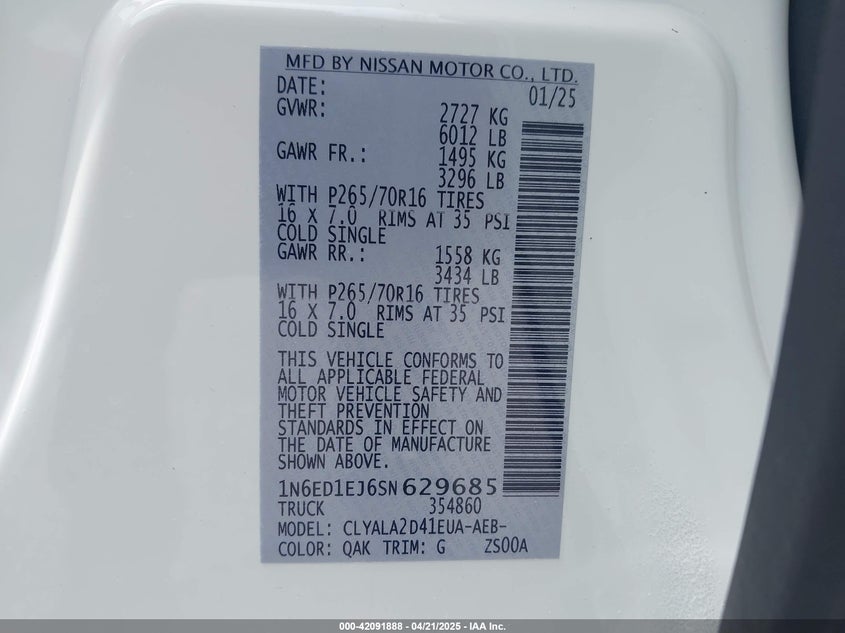 MFD BY NISSAN MOTOR CO., LTD.
DATE: 01/25
GVWR: 2727 KG
6012 LB
GAWR FR.: 1495 KG
3296 LB
WITH P265/70R16 TIRES
16 X 7.0 RIMS AT 35 PSI
COLD SINGLE
GAWR RR.: 1558 KG
3434 LB
WITH P265/70R16 TIRES
16 X 7.0 RIMS AT 35 PSI
COLD SINGLE
THIS VEHICLE CONFORMS TO
ALL APPLICABLE FEDERAL
MOTOR VEHICLE SAFETY AND
THEFT PREVENTION
STANDARDS IN EFFECT ON
THE DATE OF MANUFACTURE
SHOWN ABOVE.
1N6ED1EJ6SN629685
TRUCK 354860
MODEL: CLYALA2D41EUA-AEB-
COLOR: QAK TRIM: G ZS00A
000-42091888 - 04/21/2025 - IAA Inc.